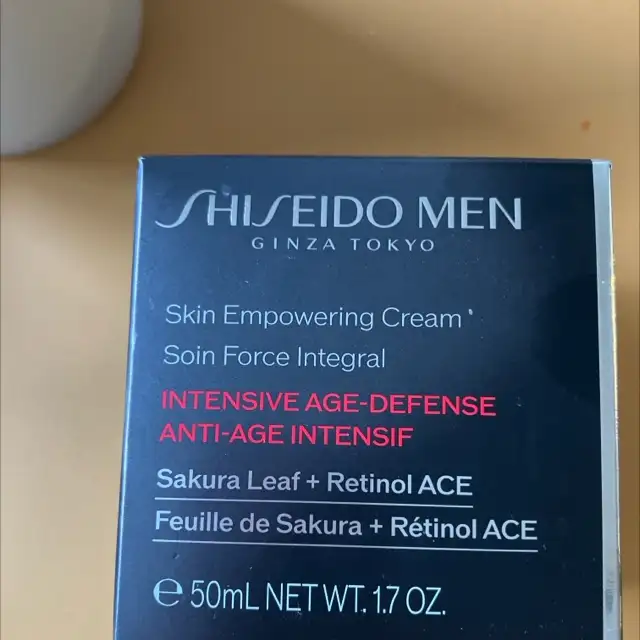 SHISEIDO MEN
GINZA TOKYO
Skin Empowering Cream
Soin Force Integral
INTENSIVE AGE-DEFENSE
ANTI-AGE INTENSIF
Sakura Leaf + Retinol ACE
Feuille de Sakura + Rétinol ACE
℮ 50mL NET WT. 1.7 OZ.